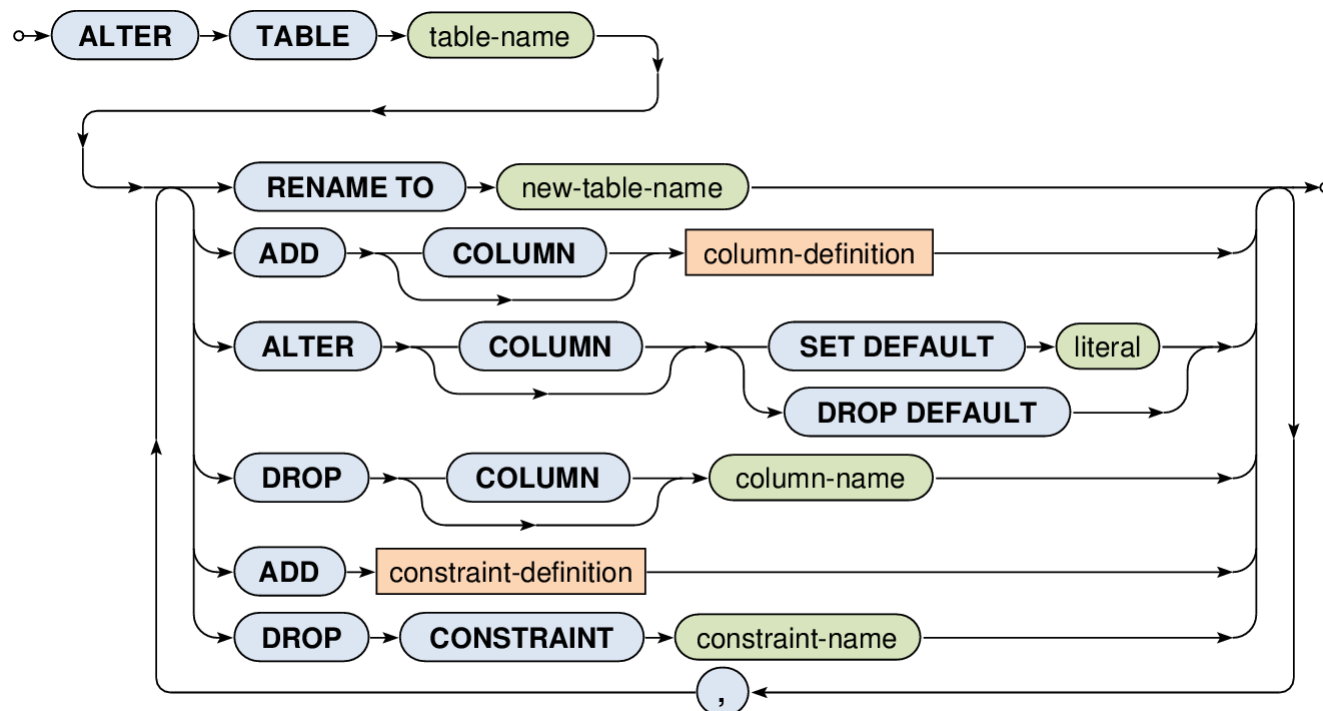 ALTER TABLE table-name
RENAME TO new-table-name
ADD COLUMN column-definition
ALTER COLUMN SET DEFAULT literal
DROP DEFAULT
DROP COLUMN column-name
ADD constraint-definition
DROP CONSTRAINT constraint-name
,